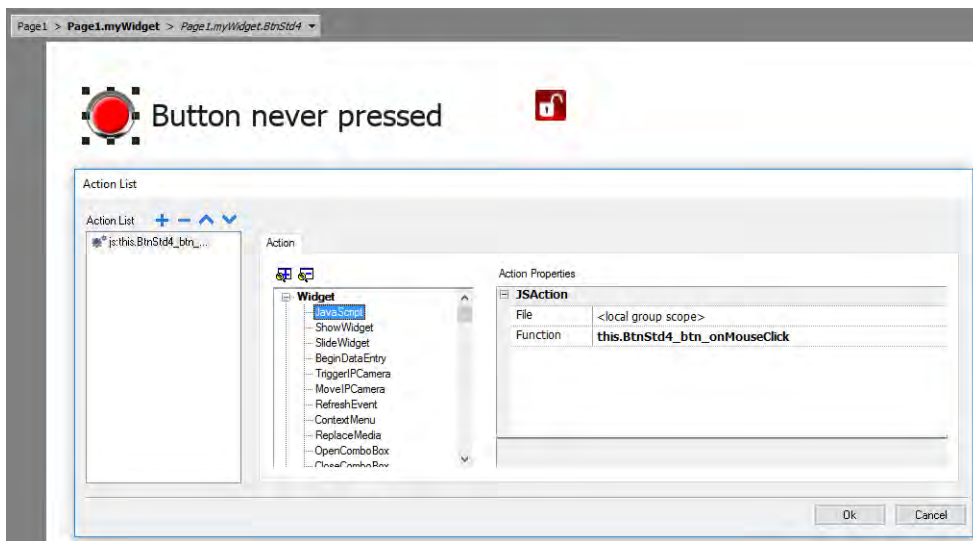 Page1 > Page1.myWidget > Page1.myWidget.BtnStd4
Button never pressed
Action List
Action List
js:this.BtnStd4_btn_...
Action
Widget
JavaScript
ShowWidget
SlideWidget
BeginDataEntry
TriggerIPCamera
MoveIPCamera
RefreshEvent
ContextMenu
ReplaceMedia
OpenComboBox
CloseComboBox
Action Properties
JSAction
File <local group scope>
Function this.BtnStd4_btn_onMouseClick
Ok Cancel